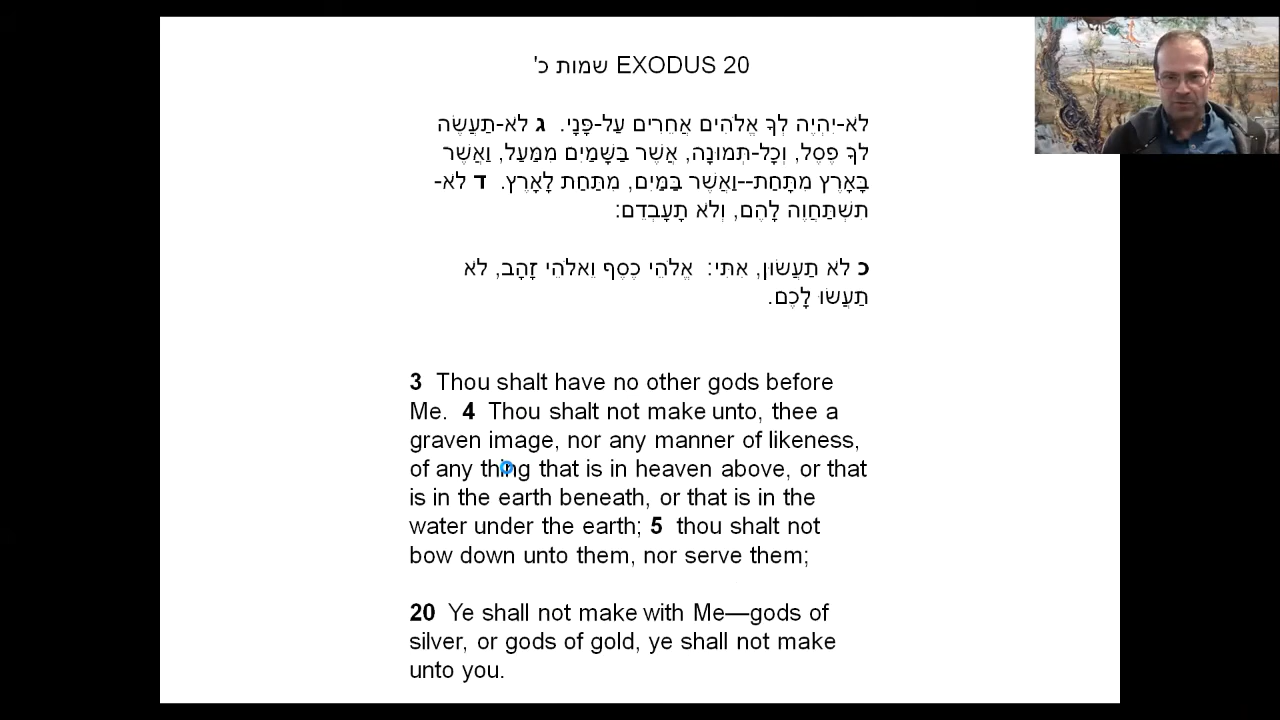 שמות כ' EXODUS 20
לֹא-יִהְיֶה לְךָ אֱלֹהִים אֲחֵרִים עַל-פָּנָי. ג לֹא-תַעֲשֶׂה
לְךָ פֶסֶל, וְכָל-תְּמוּנָה, אֲשֶׁר בַּשָּׁמַיִם מִמַּעַל, וַאֲשֶׁר
בָּאָרֶץ מִתָּחַת--וַאֲשֶׁר בַּמַּיִם, מִתַּחַת לָאָרֶץ. ד לֹא-
תִשְׁתַּחֲוֶה לָהֶם, וְלֹא תָעָבְדֵם:
כ לֹא תַעֲשׂוּן, אִתִּי: אֱלֹהֵי כֶסֶף וֵאלֹהֵי זָהָב, לֹא
תַעֲשׂוּ לָכֶם.
3 Thou shalt have no other gods before
Me. 4 Thou shalt not make unto, thee a
graven image, nor any manner of likeness,
of any thing that is in heaven above, or that
is in the earth beneath, or that is in the
water under the earth; 5 thou shalt not
bow down unto them, nor serve them;
20 Ye shall not make with Me—gods of
silver, or gods of gold, ye shall not make
unto you.